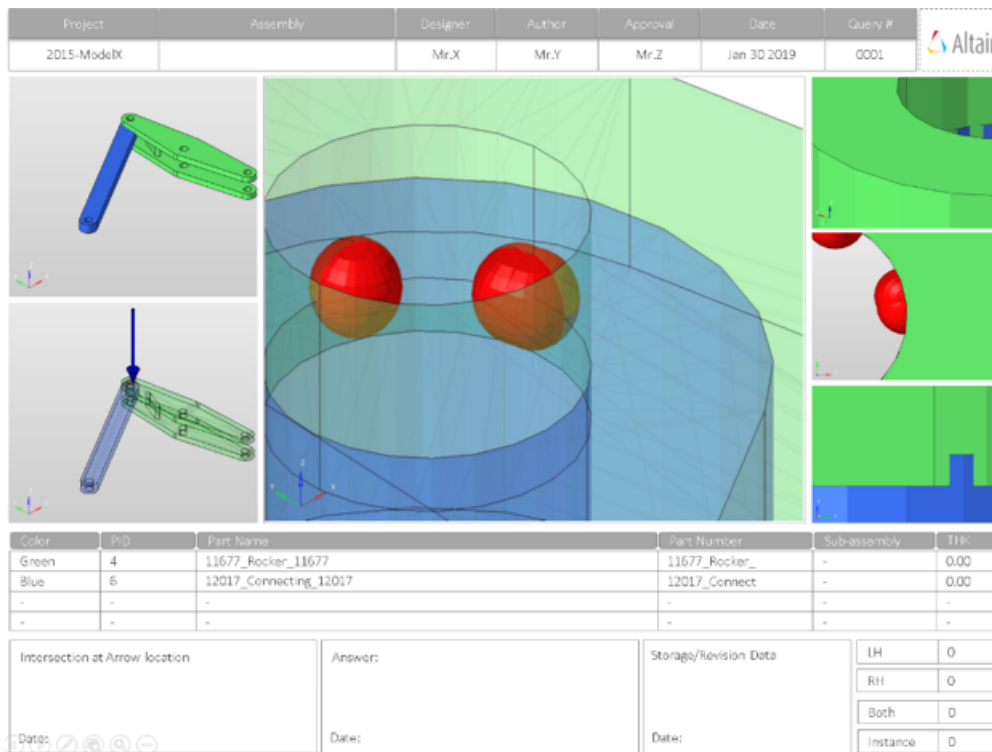 Project Assembly Designer Author Approval Date Query #
2015-ModelX Mr.X Mr.Y Mr.Z Jan 30 2019 0001
Altair
Color PID Part Name Part Number Sub-assembly THK
Green 4 11677_Rocker_11677 11677_Rocker_ - 0.00
Blue 6 12017_Connecting_12017 12017_Connect - 0.00
- - - - - -
- - - - - -
Intersection at Arrow location
Date:
Answer:
Date:
Storage/Revision Data
Date:
LH 0
RH 0
Both 0
Instance 0